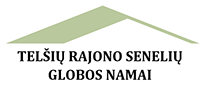 TELŠIŲ RAJONO SENELIŲ
GLOBOS NAMAI